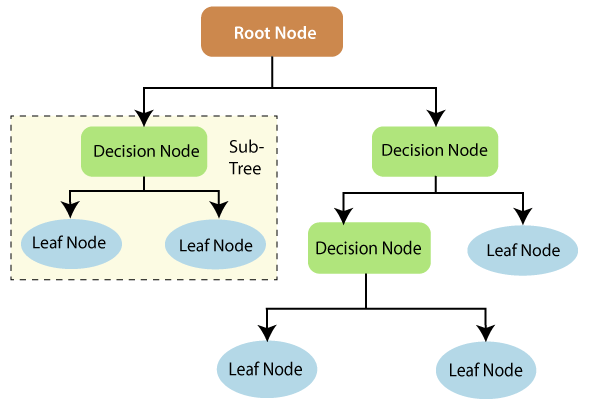 Root Node
Decision Node
Sub-
Tree
Decision Node
Leaf Node
Leaf Node
Decision Node
Leaf Node
Leaf Node
Leaf Node